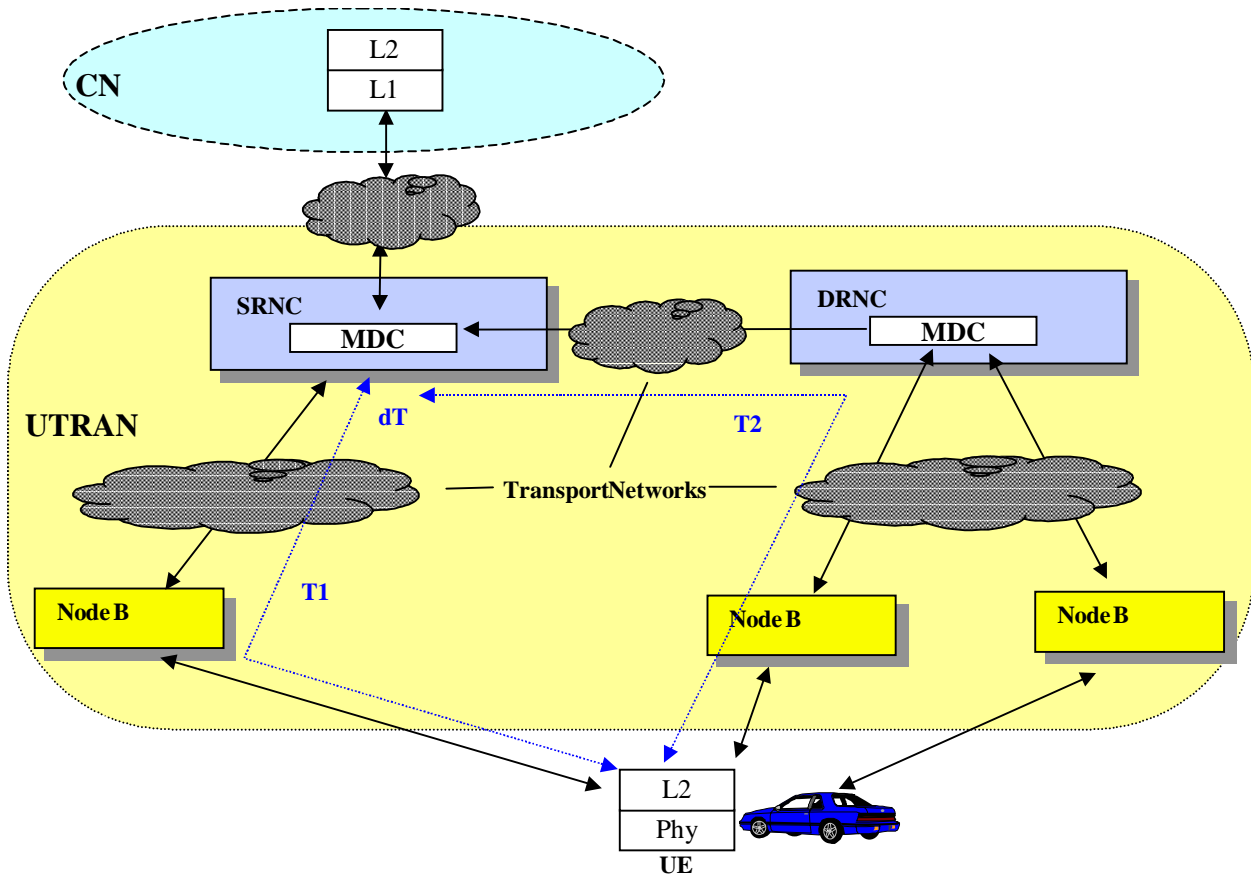 L2
L1
CN
SRNC
MDC
DRNC
MDC
UTRAN
dT
T2
TransportNetworks
T1
Node B
Node B
Node B
L2
Phy
UE